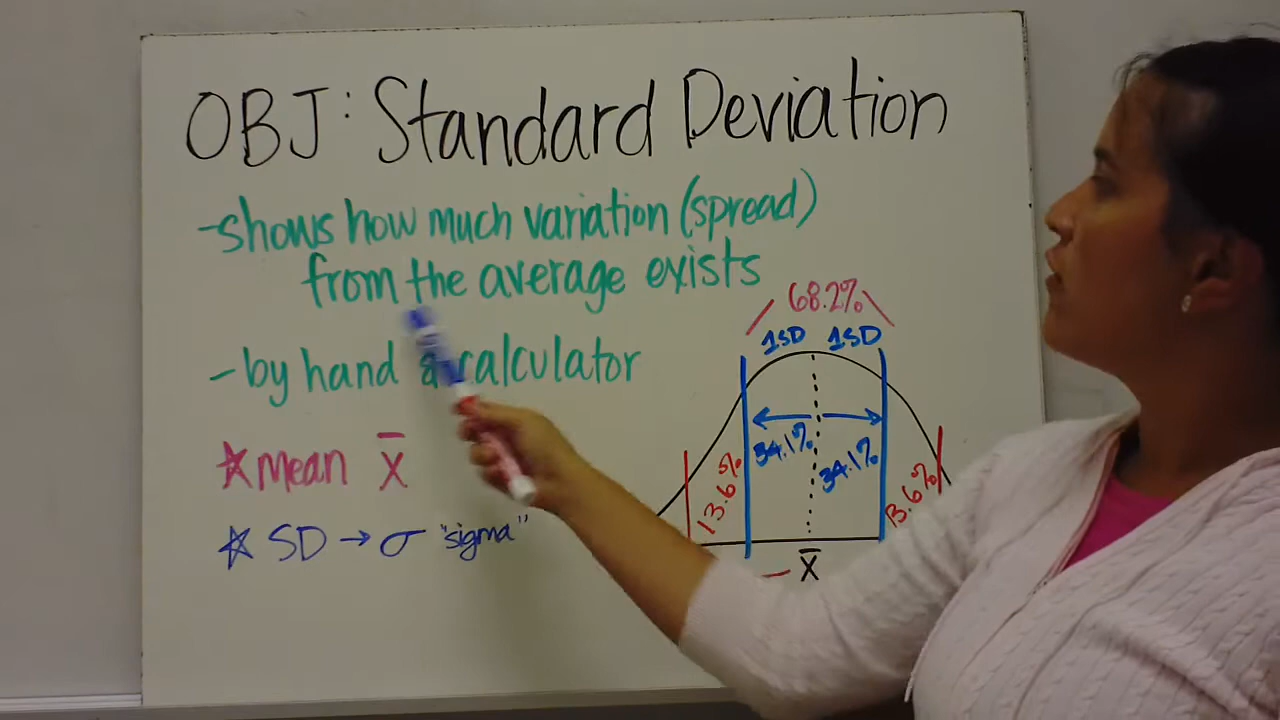 OBJ: Standard Deviation
-shows how much variation (spread)
from the average exists
-by hand & calculator
☆mean x̄
☆ SD → σ "sigma"
68.2%
1SD 1SD
34.1% 34.1%
13.6% 13.6%
x̄